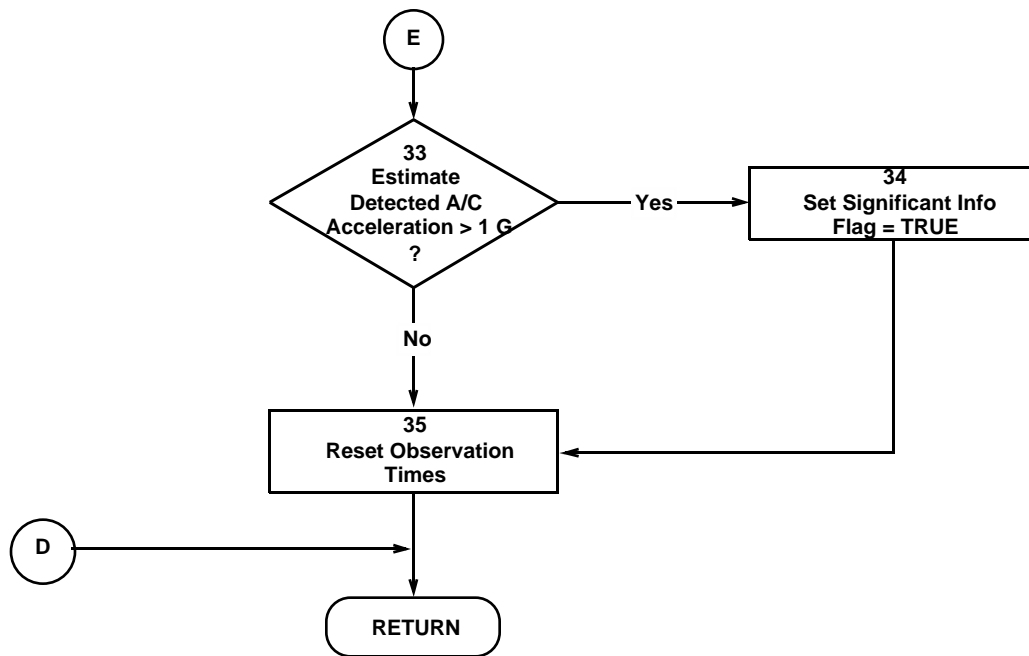 E
33
Estimate
Detected A/C
Acceleration > 1 G
?
Yes
34
Set Significant Info
Flag = TRUE
No
35
Reset Observation
Times
D
RETURN